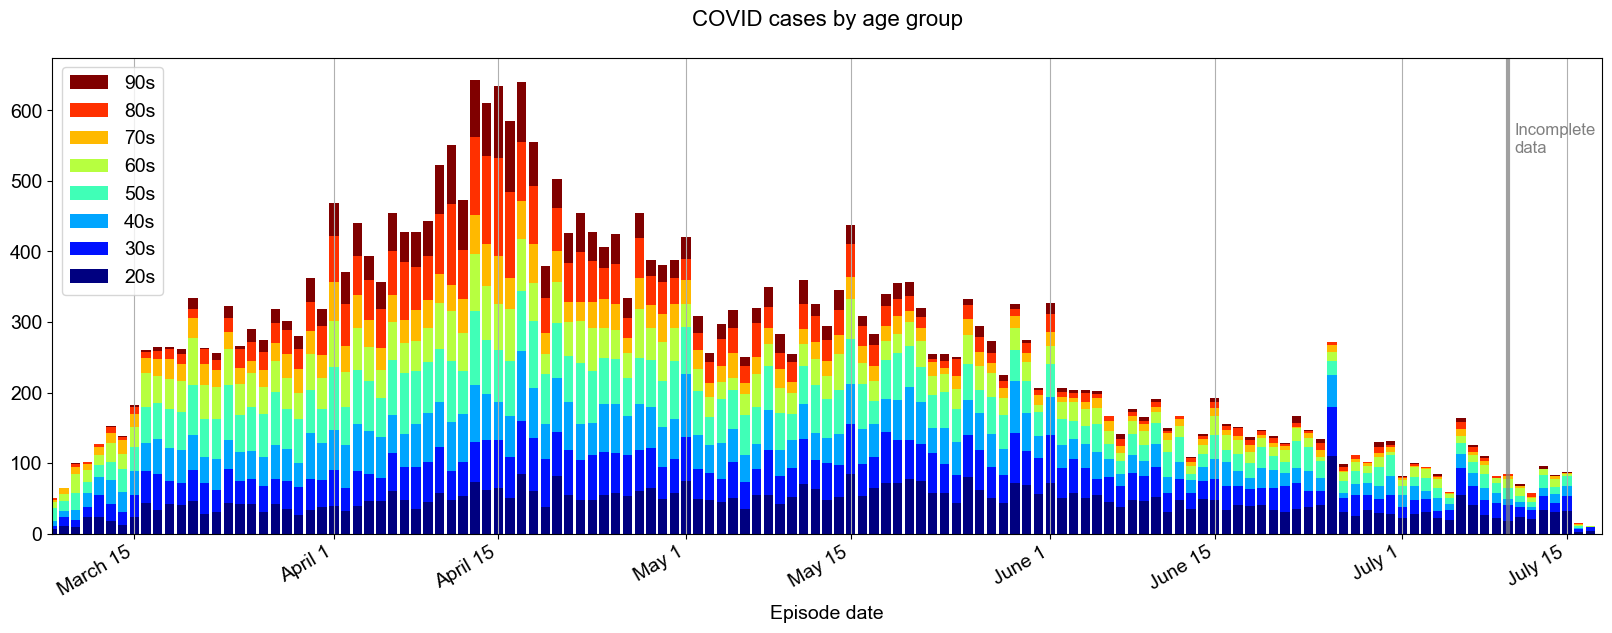 COVID cases by age group
90s
80s
70s
60s
50s
40s
30s
20s
600
500
400
300
200
100
0
Incomplete
data
March 15
April 1
April 15
May 1
May 15
June 1
June 15
July 1
July 15
Episode date